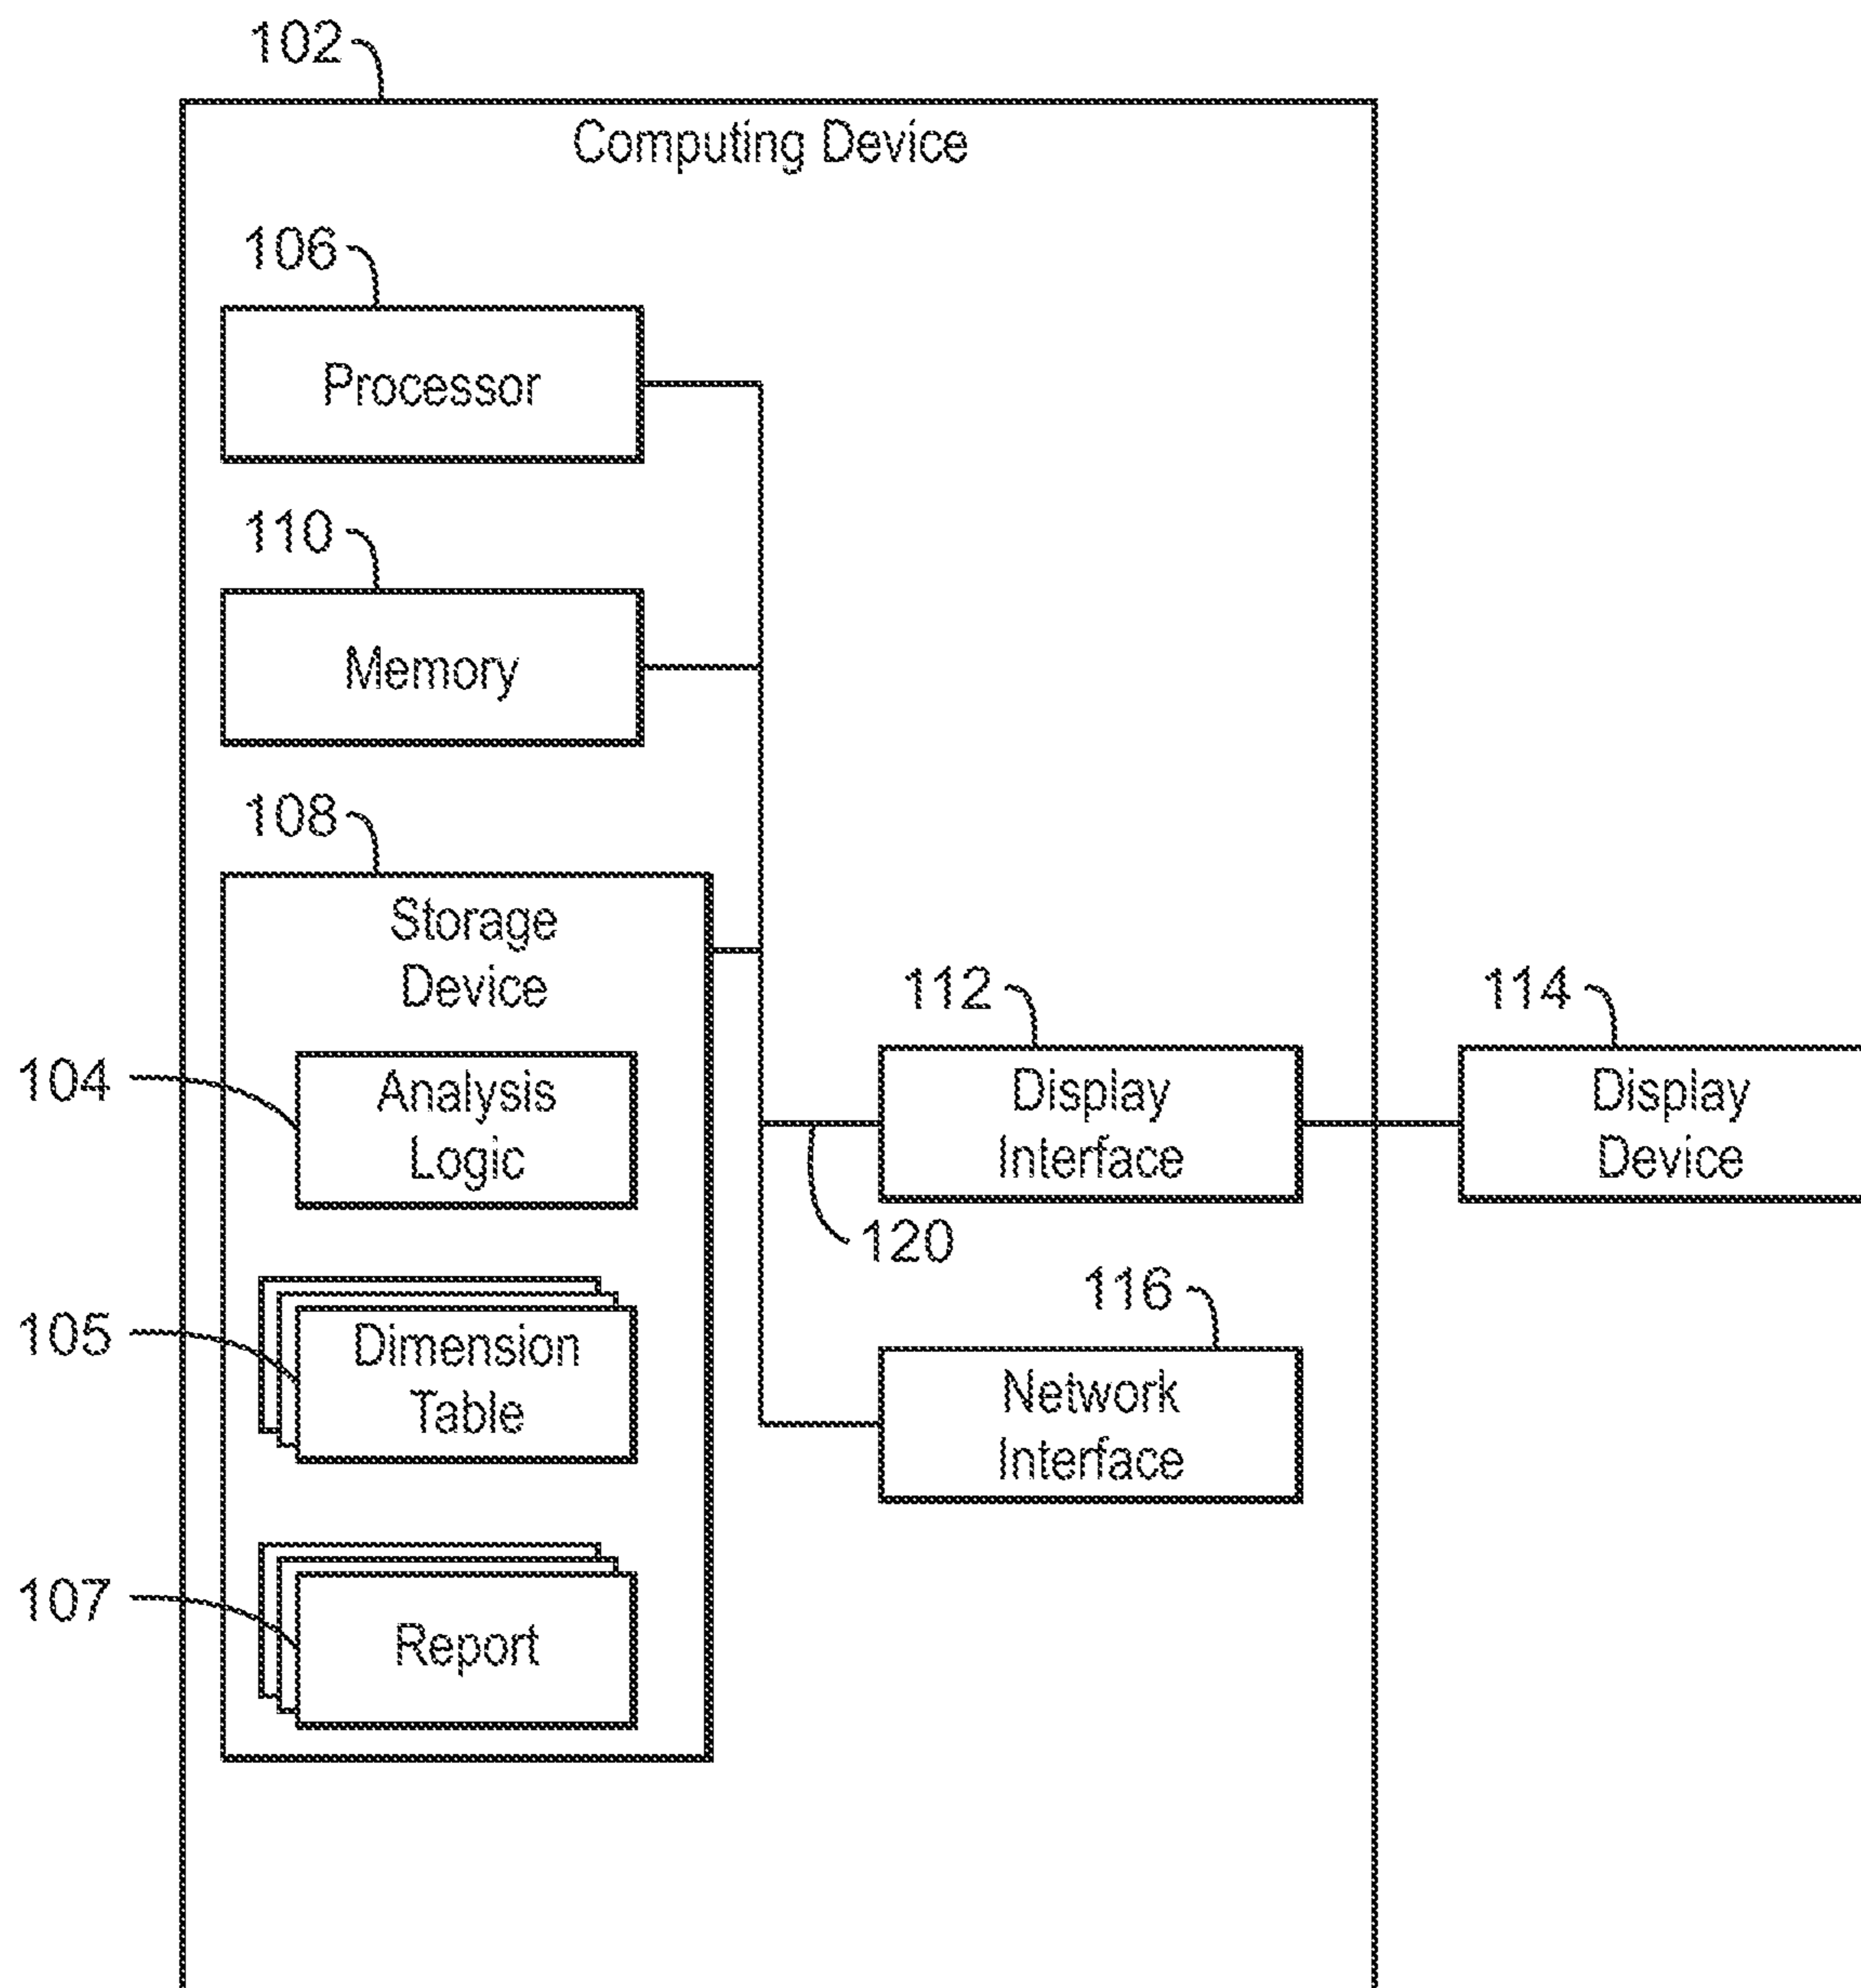 102
Computing Device
106
Processor
110
Memory
108
Storage
Device
104
Analysis
Logic
105
Dimension
Table
107
Report
112
Display
Interface
120
114
Display
Device
116
Network
Interface